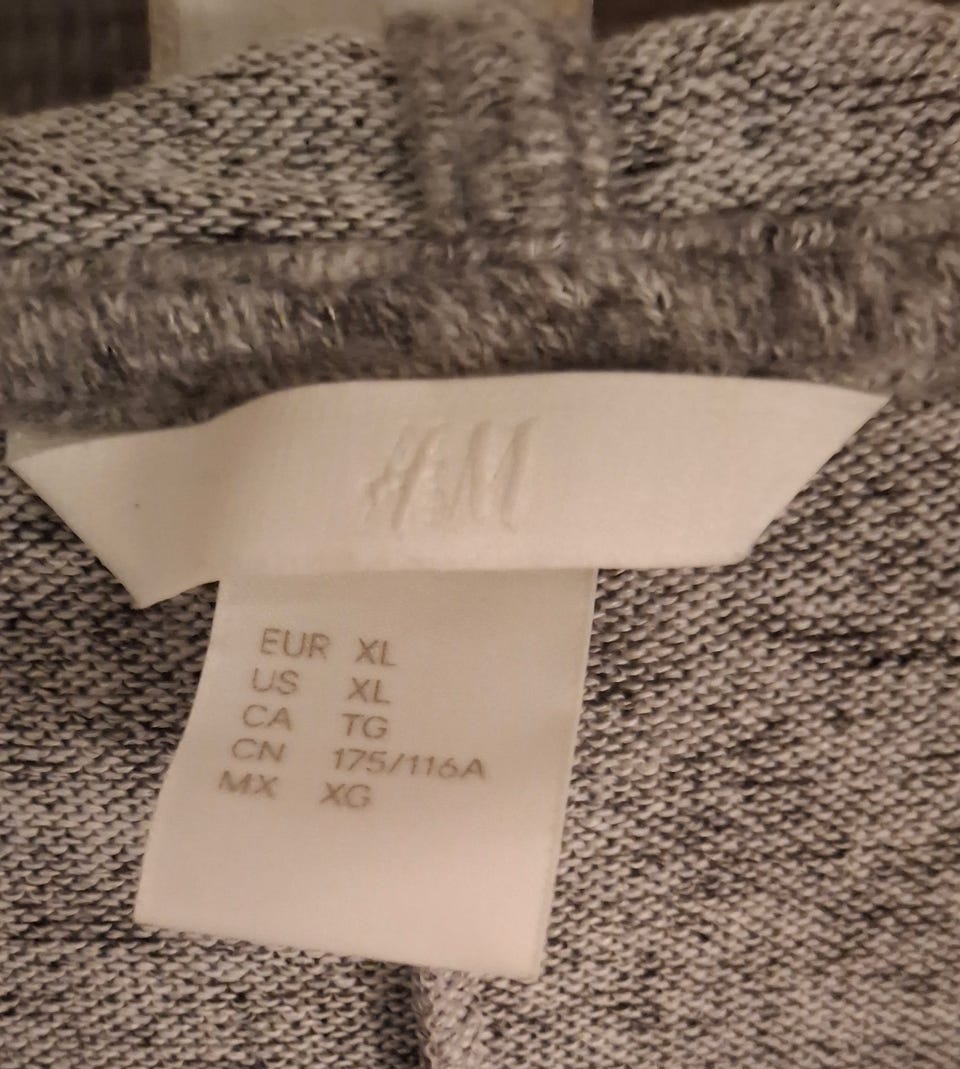 H&M
EUR XL
US XL
CA TG
CN 175/116A
MX XG